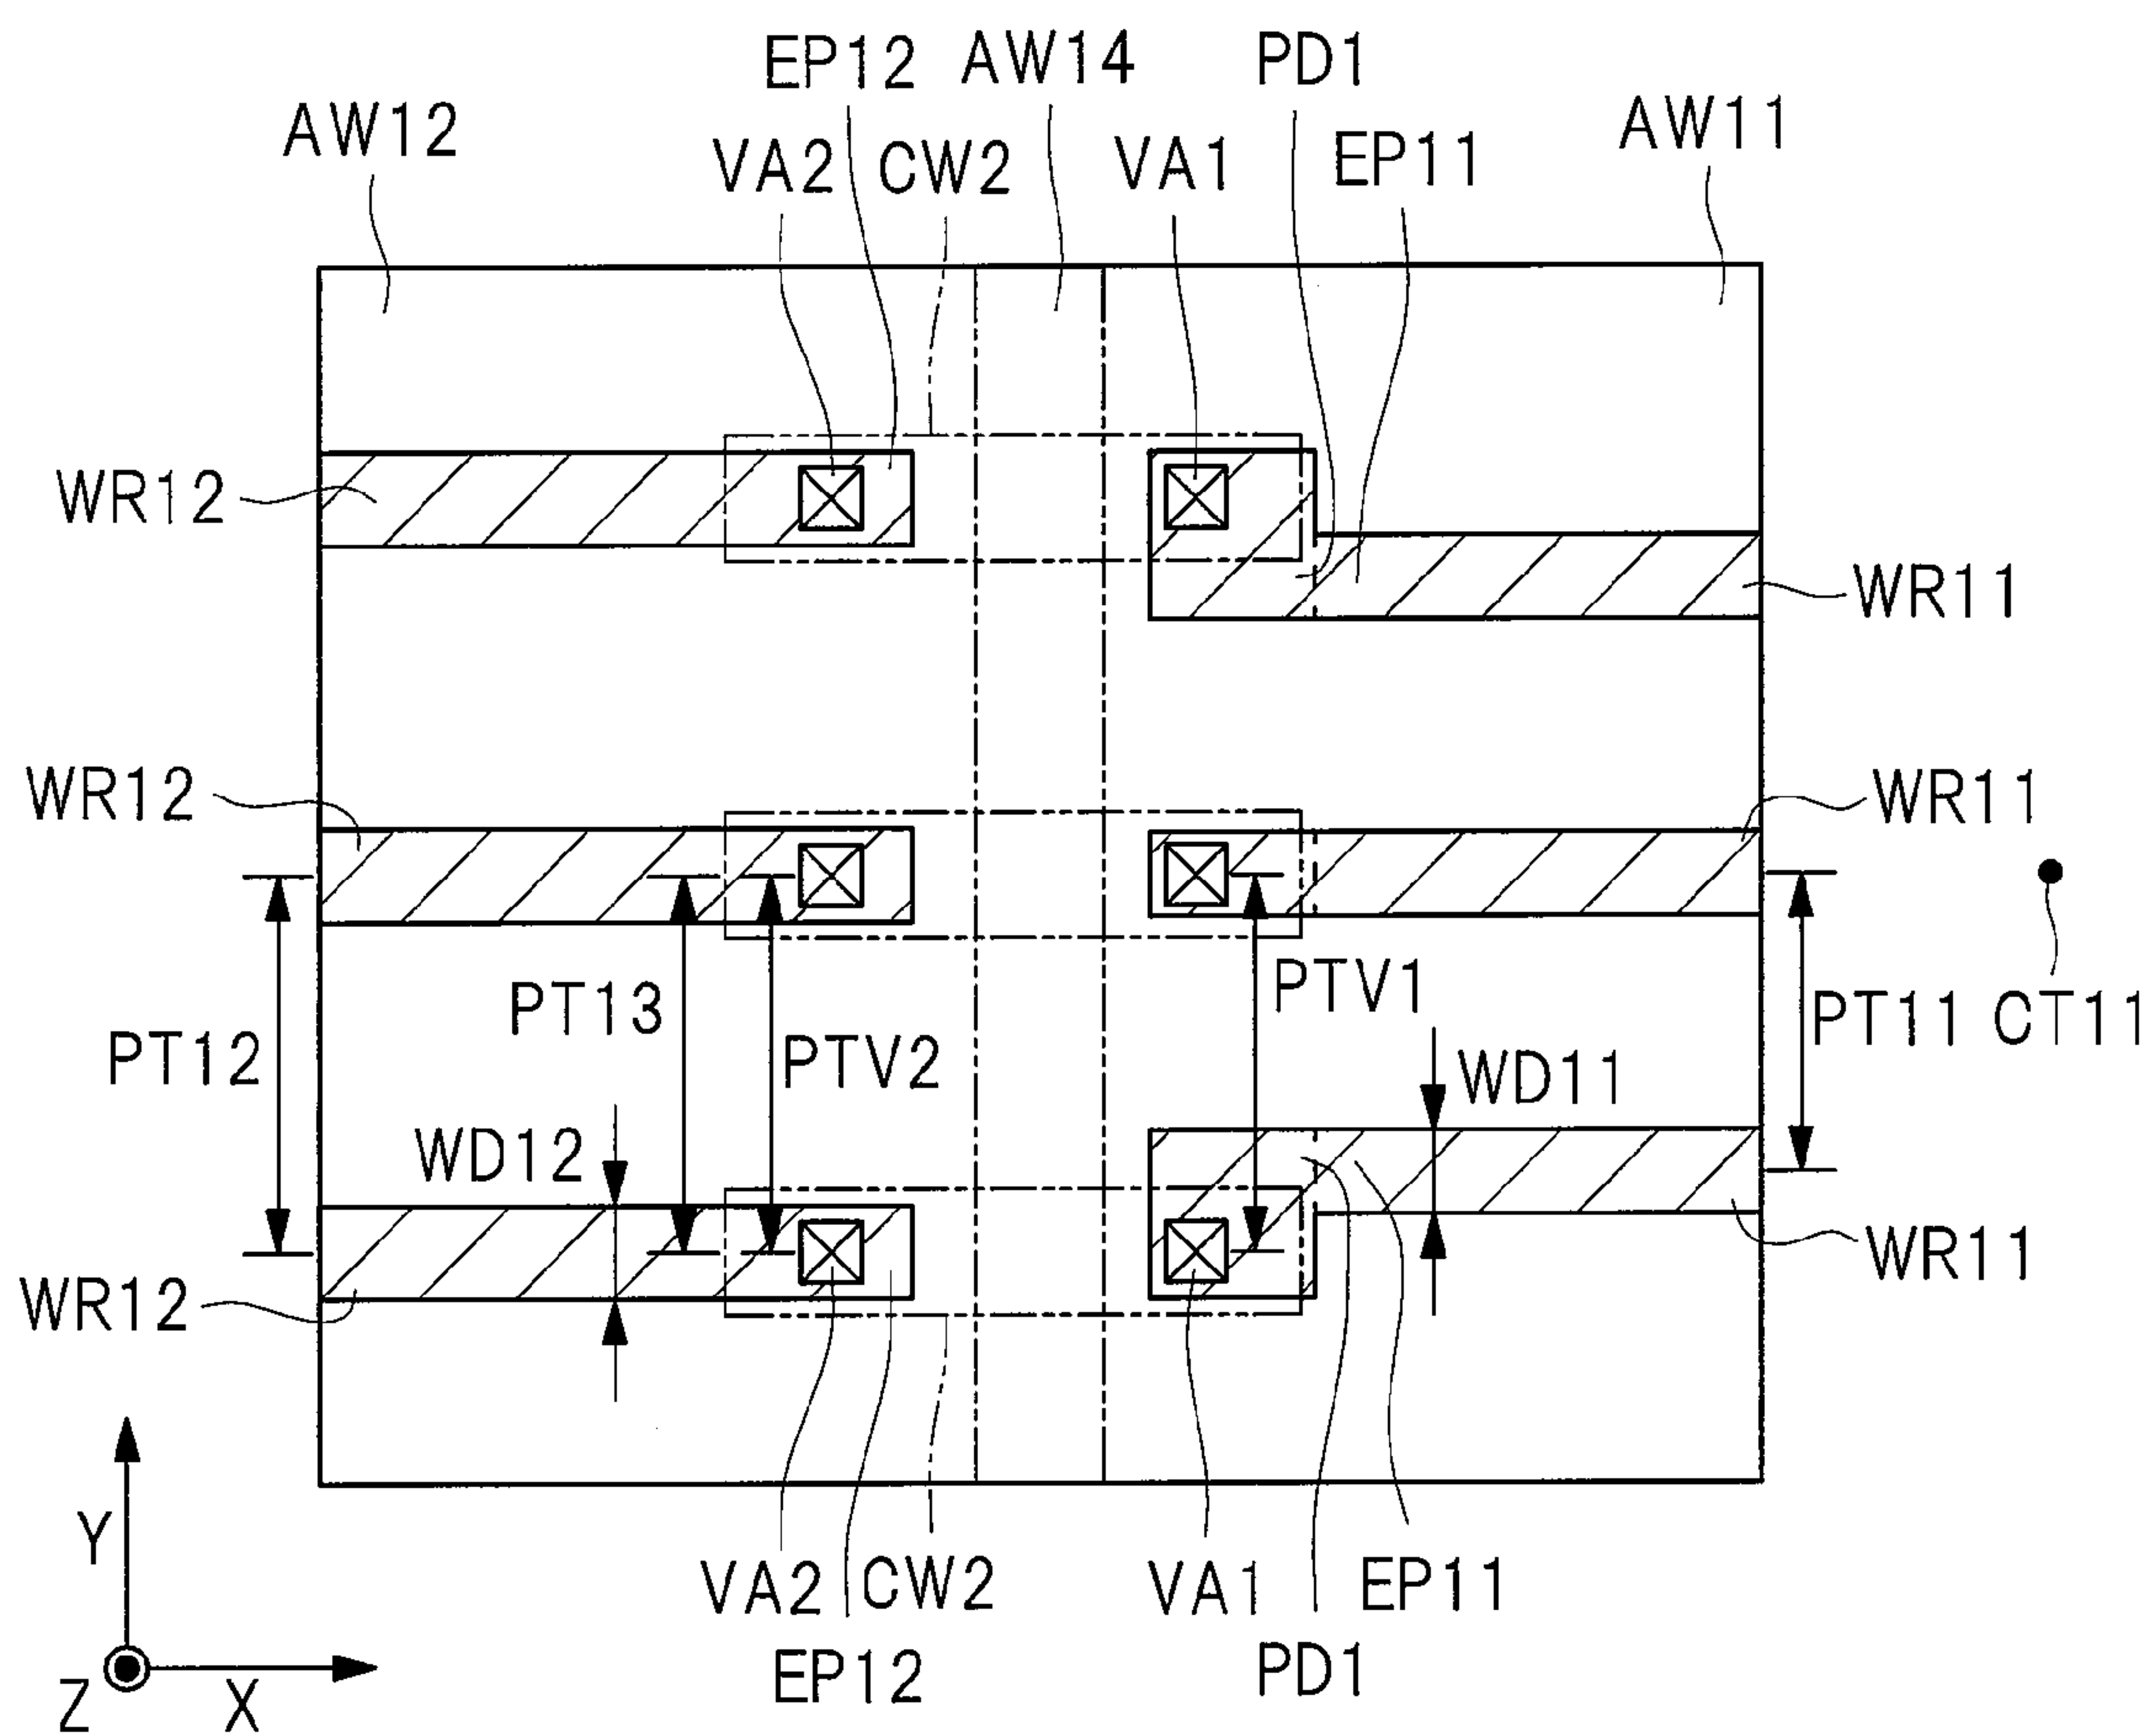 EP12 AW14 PD1
AW12 AW11
VA2 CW2 VA1 EP11
WR12
WR11
WR12 WR11
PT13 PTV1
PT12 PTV2 PT11 CT11
WD12 WD11
WR12 WR11
Y
VA2 CW2 VA1 EP11
EP12 PD1
Z X